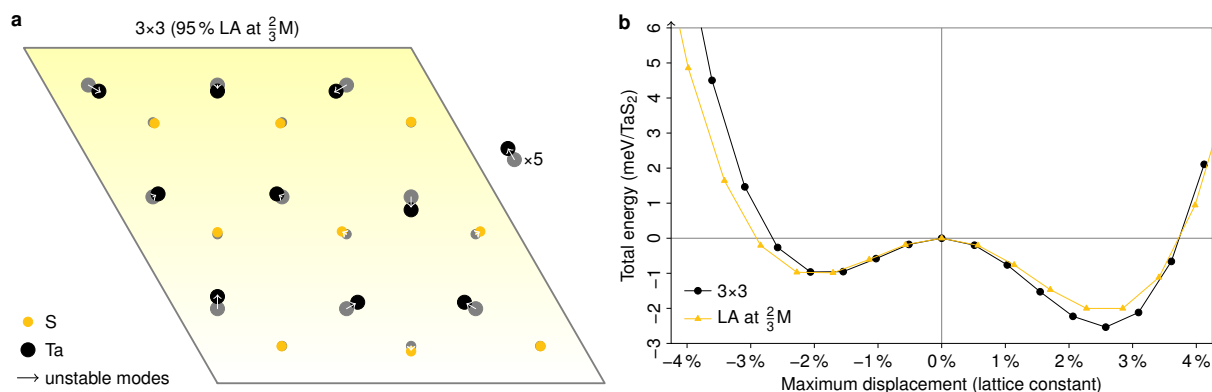 a
3×3 (95 % LA at 2/3 M)
×5
S
Ta
unstable modes
b
Total energy (meV/TaS₂)
6
5
4
3
2
1
0
−1
−2
−3
3×3
LA at 2/3 M
−4 % −3 % −2 % −1 % 0 % 1 % 2 % 3 % 4 %
Maximum displacement (lattice constant)